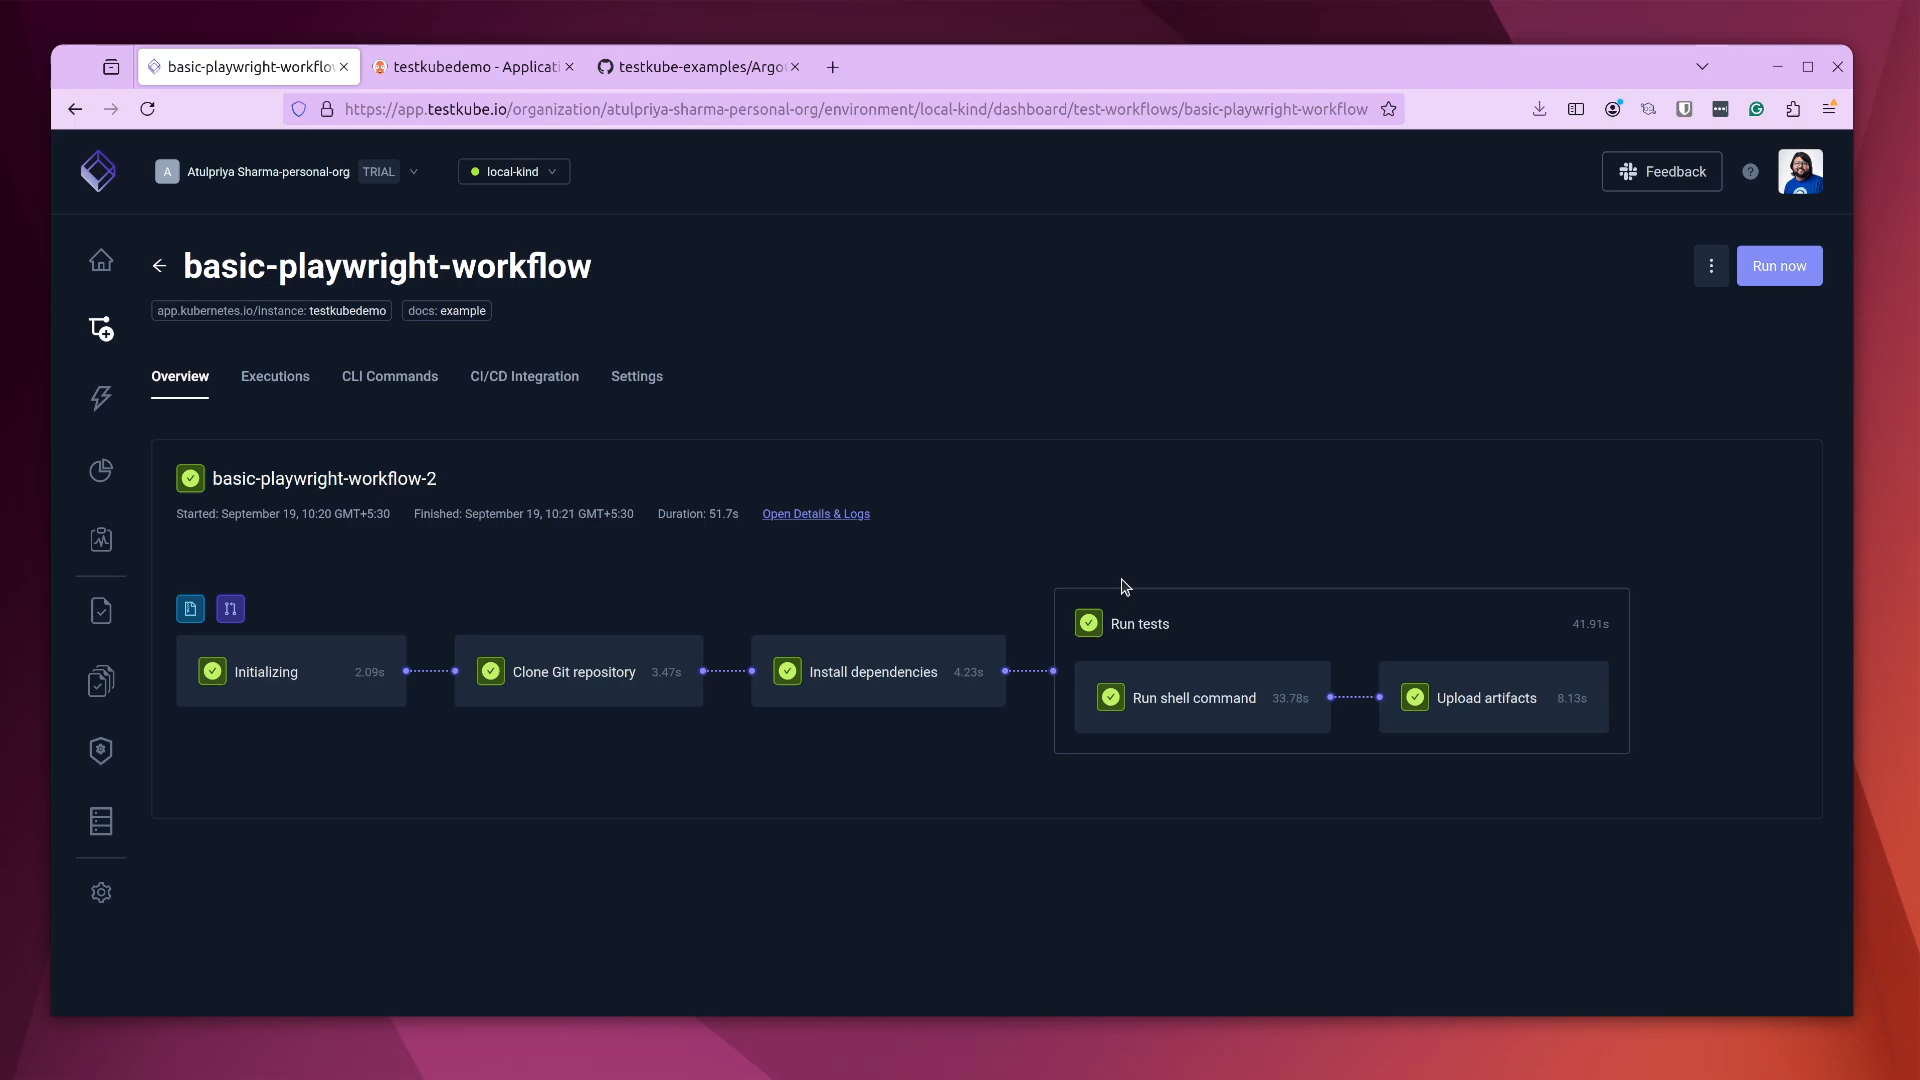 basic-playwright-workflo
testkubedemo - Applicati
testkube-examples/Argo
https://app.testkube.io/organization/atulpriya-sharma-personal-org/environment/local-kind/dashboard/test-workflows/basic-playwright-workflow
A Atulpriya Sharma-personal-org TRIAL
local-kind
Feedback
?
basic-playwright-workflow
Run now
app.kubernetes.io/instance: testkubedemo
docs: example
Overview Executions CLI Commands CI/CD Integration Settings
basic-playwright-workflow-2
Started: September 19, 10:20 GMT+5:30 Finished: September 19, 10:21 GMT+5:30 Duration: 51.7s Open Details & Logs
Run tests 41.91s
Initializing 2.09s
Clone Git repository 3.47s
Install dependencies 4.23s
Run shell command 33.78s
Upload artifacts 8.13s